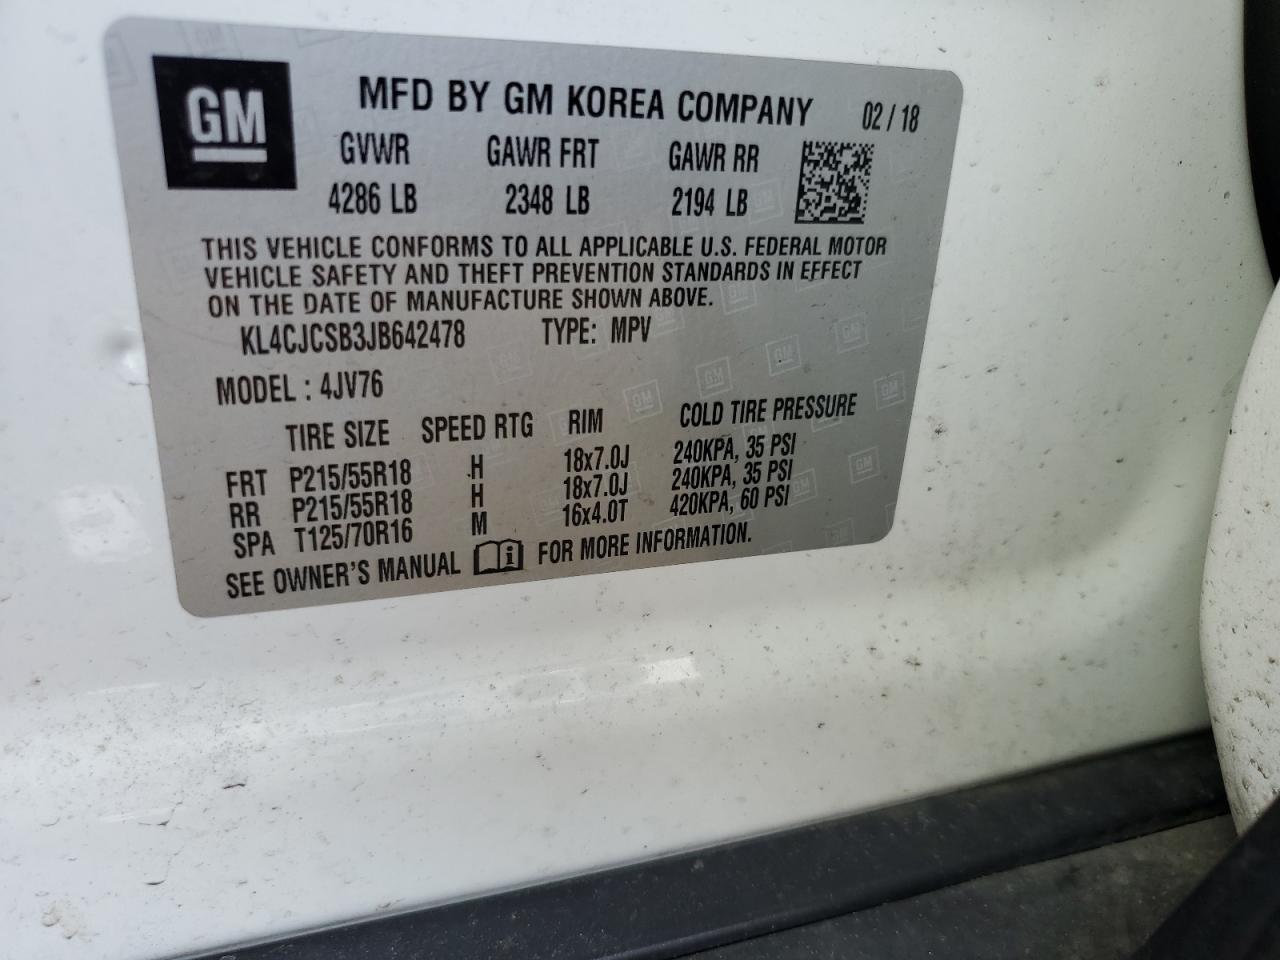 GM
MFD BY GM KOREA COMPANY 02 / 18
GVWR GAWR FRT GAWR RR
4286 LB 2348 LB 2194 LB
THIS VEHICLE CONFORMS TO ALL APPLICABLE U.S. FEDERAL MOTOR
VEHICLE SAFETY AND THEFT PREVENTION STANDARDS IN EFFECT
ON THE DATE OF MANUFACTURE SHOWN ABOVE.
KL4CJCSB3JB642478 TYPE: MPV
MODEL : 4JV76
TIRE SIZE SPEED RTG RIM COLD TIRE PRESSURE
FRT P215/55R18 H 18x7.0J 240KPA, 35 PSI
RR P215/55R18 H 18x7.0J 240KPA, 35 PSI
SPA T125/70R16 M 16x4.0T 420KPA, 60 PSI
SEE OWNER'S MANUAL i FOR MORE INFORMATION.